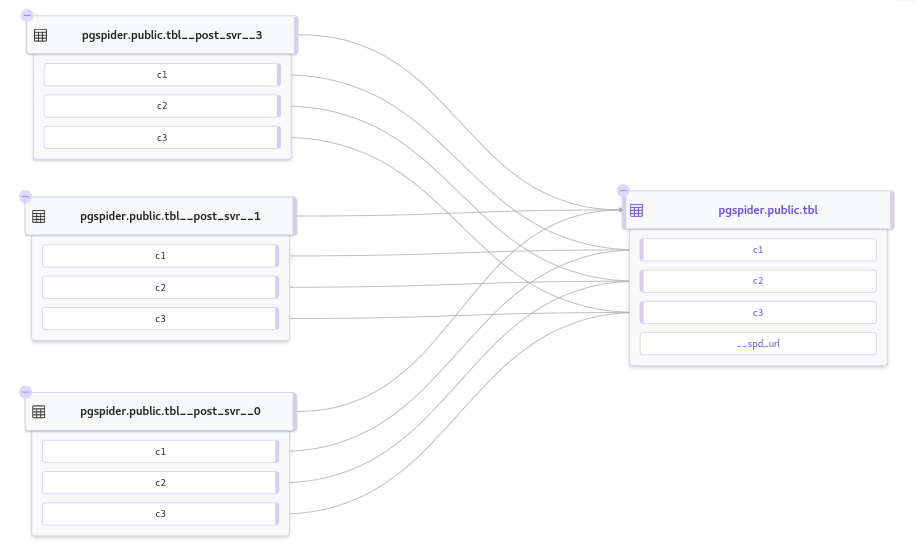 pgspider.public.tbl__post_svr__3
c1
c2
c3
pgspider.public.tbl__post_svr__1
c1
c2
c3
pgspider.public.tbl__post_svr__0
c1
c2
c3
pgspider.public.tbl
c1
c2
c3
__spd_url